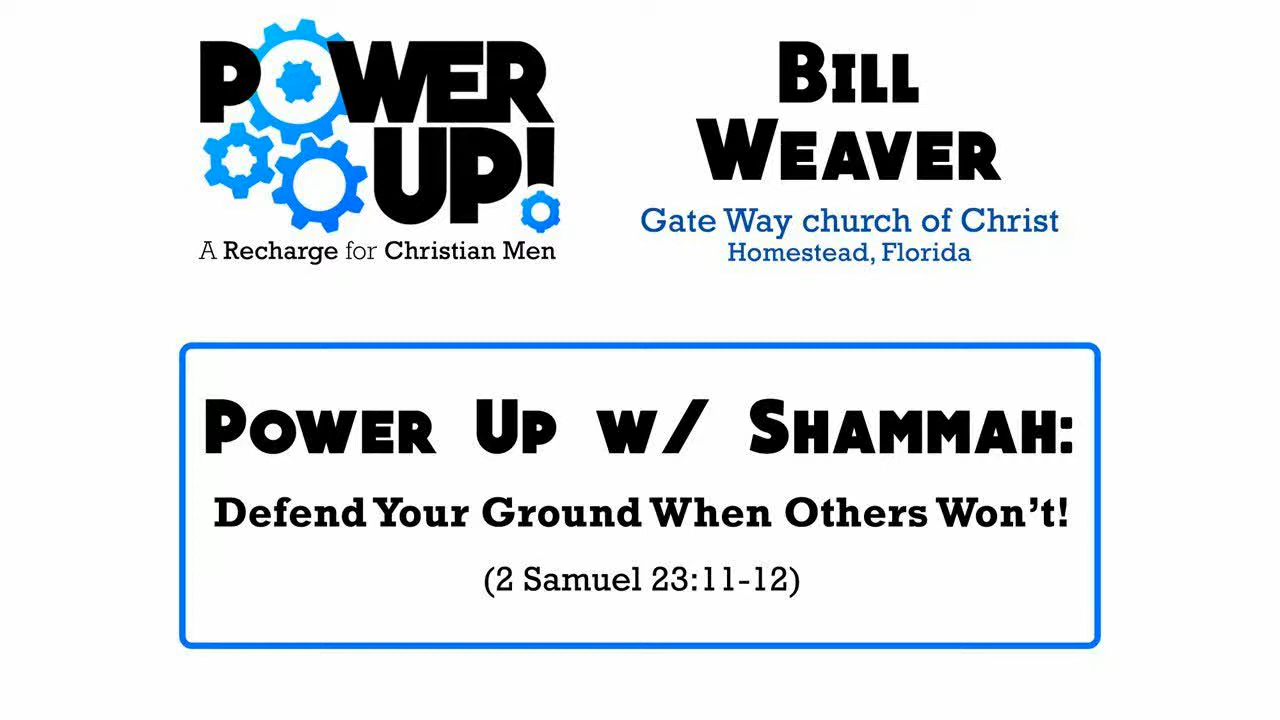 POWER
UP!
A Recharge for Christian Men
BILL
WEAVER
Gate Way church of Christ
Homestead, Florida
POWER UP W/ SHAMMAH:
Defend Your Ground When Others Won't!
(2 Samuel 23:11-12)